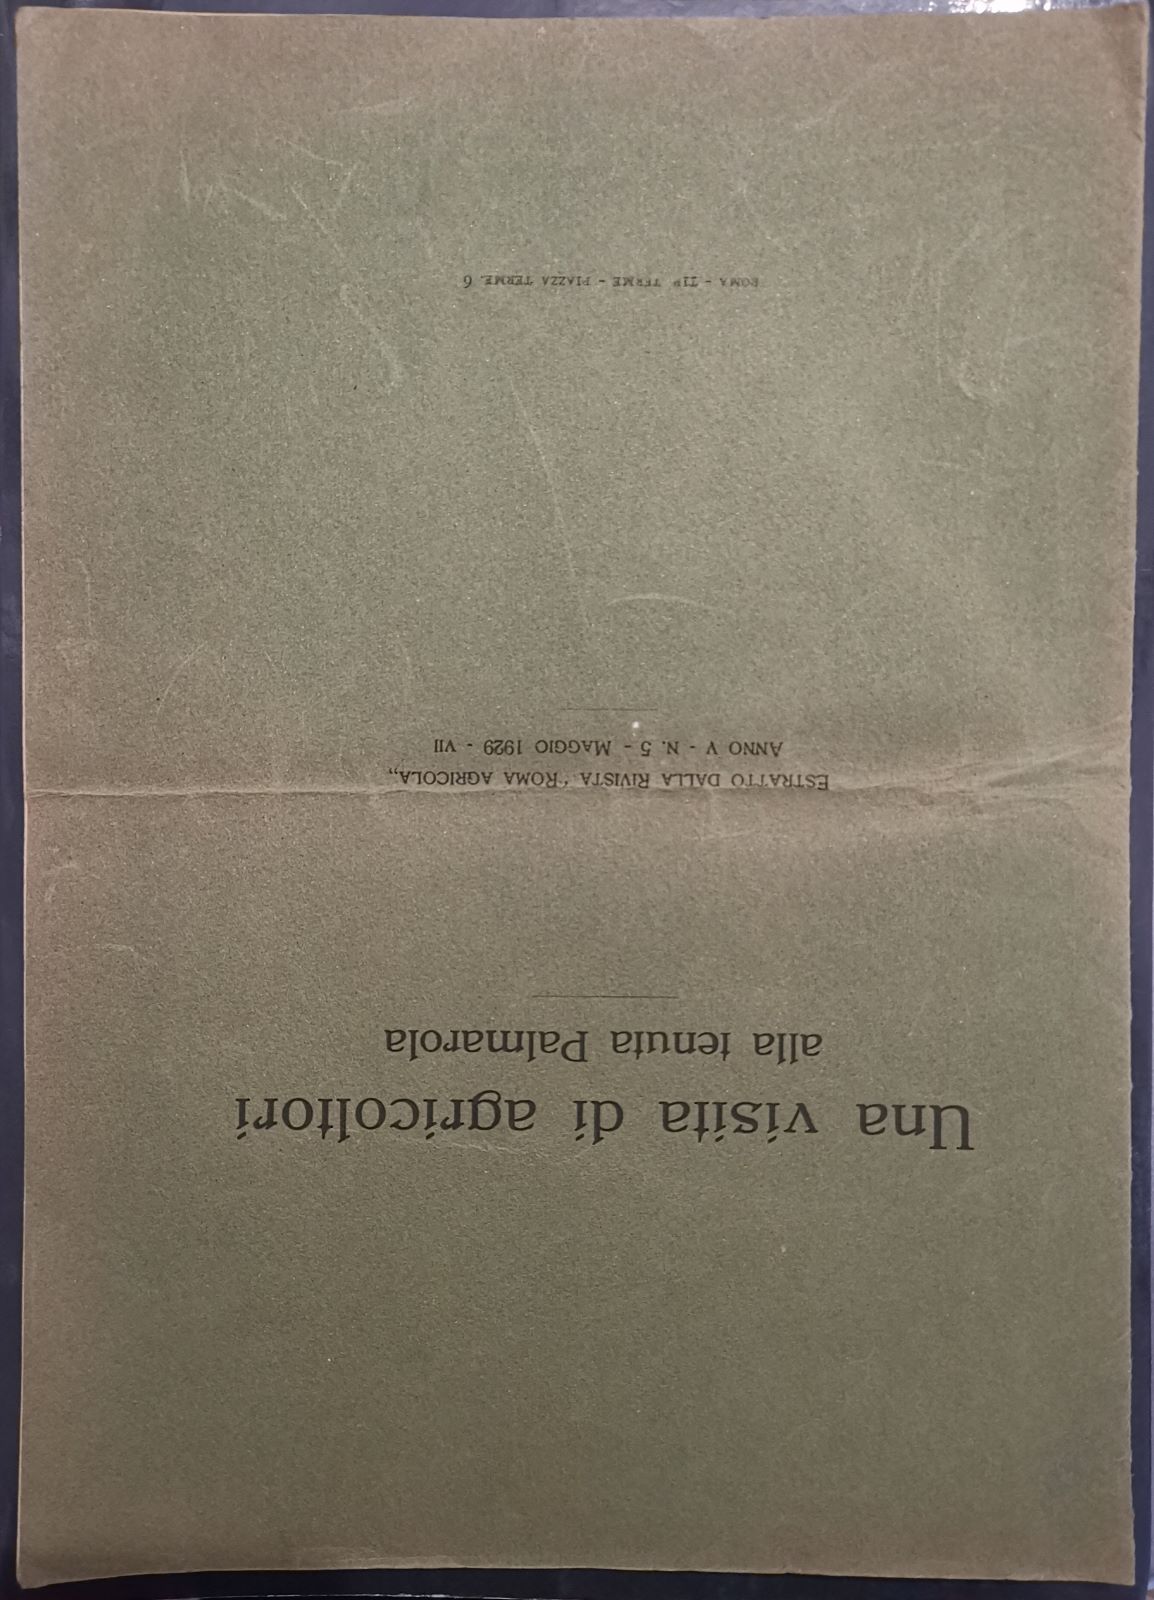 Una visita di agricoltori
alla tenuta Palmarola
ESTRATTO DALLA RIVISTA "ROMA AGRICOLA„
ANNO V - N. 5 - MAGGIO 1929 - VII
ROMA - TIP. TERME - PIAZZA TERME, 6